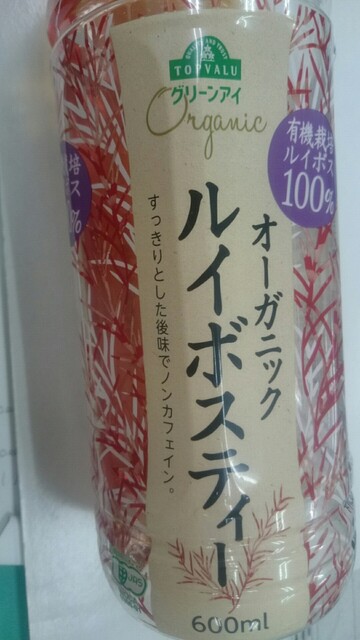 TOPVALU
グリーンアイ
Organic
有機栽培
ルイボス
100%
オーガニック
ルイボスティー
すっきりとした後味でノンカフェイン。
600ml